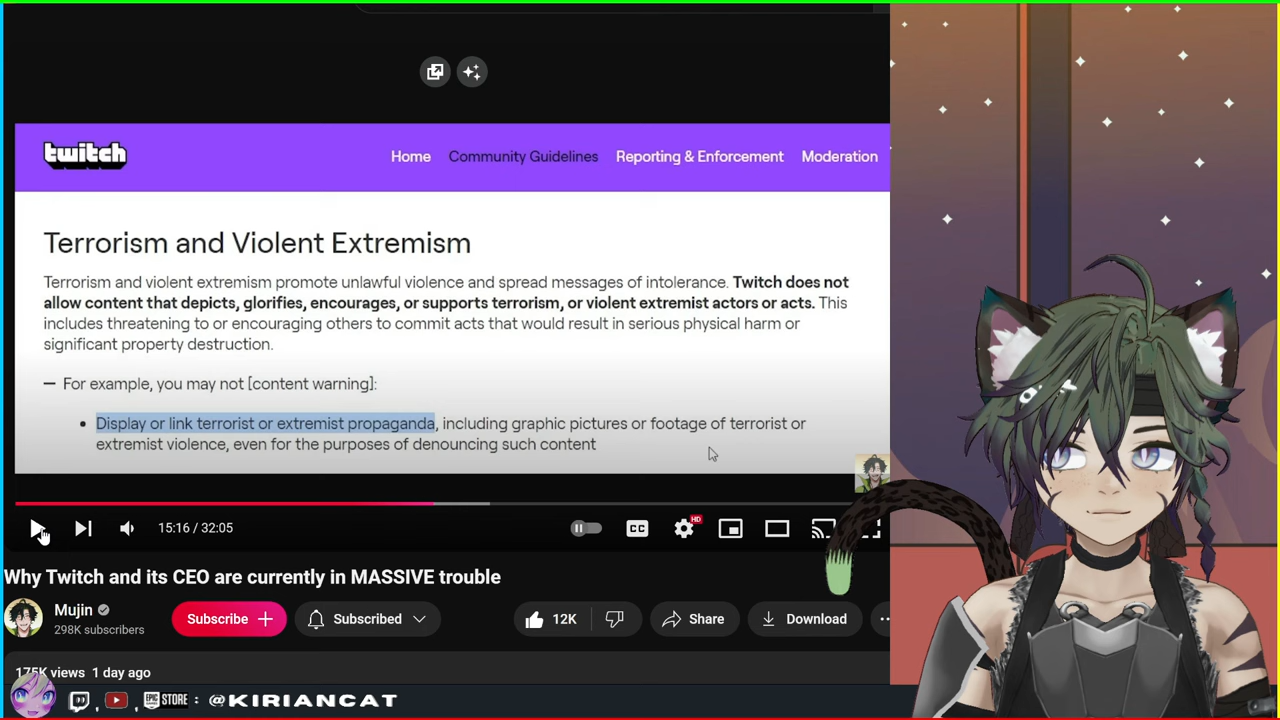 twitch
Home Community Guidelines Reporting & Enforcement Moderation
Terrorism and Violent Extremism
Terrorism and violent extremism promote unlawful violence and spread messages of intolerance. Twitch does not
allow content that depicts, glorifies, encourages, or supports terrorism, or violent extremist actors or acts. This
includes threatening to or encouraging others to commit acts that would result in serious physical harm or
significant property destruction.
— For example, you may not [content warning]:
• Display or link terrorist or extremist propaganda, including graphic pictures or footage of terrorist or
extremist violence, even for the purposes of denouncing such content
15:16 / 32:05
CC
HD
Why Twitch and its CEO are currently in MASSIVE trouble
Mujin
298K subscribers
Subscribe
Subscribed
12K
Share
Download
175K views 1 day ago
, , EPIC GAMES STORE : @KIRIANCAT